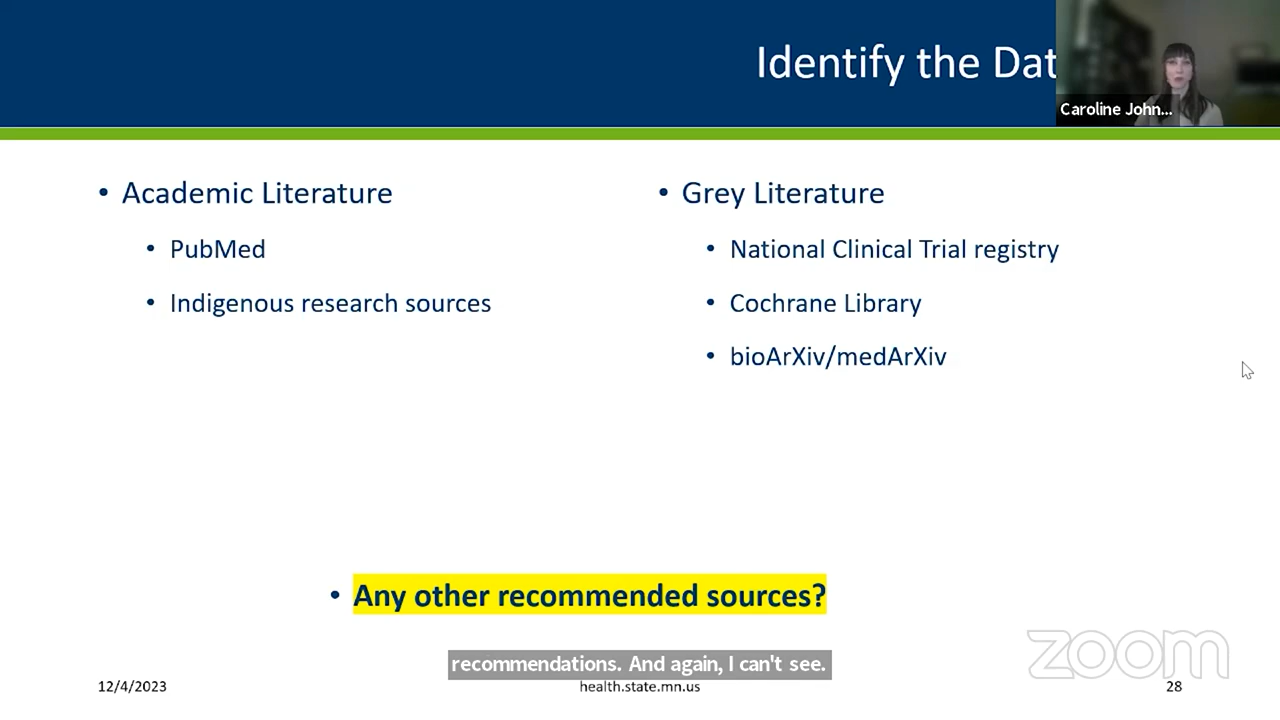 Identify the Dat
Caroline John...
• Academic Literature
• PubMed
• Indigenous research sources
• Grey Literature
• National Clinical Trial registry
• Cochrane Library
• bioArXiv/medArXiv
• Any other recommended sources?
recommendations. And again, I can't see.
zoom
12/4/2023
health.state.mn.us
28